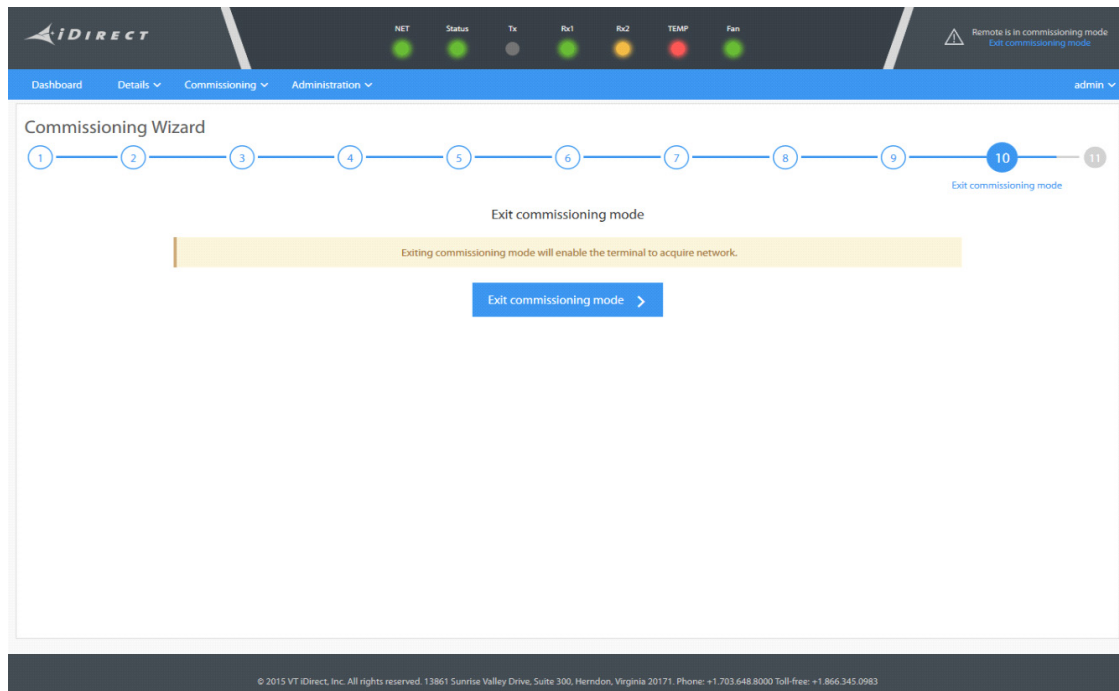 iDIRECT
NET Status Tx Rx1 Rx2 TEMP Fan
Remote is in commissioning mode
Exit commissioning mode
Dashboard Details Commissioning Administration admin
Commissioning Wizard
1 2 3 4 5 6 7 8 9 10 11
Exit commissioning mode
Exit commissioning mode
Exiting commissioning mode will enable the terminal to acquire network.
Exit commissioning mode
© 2015 VT iDirect, Inc. All rights reserved. 13861 Sunrise Valley Drive, Suite 300, Herndon, Virginia 20171. Phone: +1.703.648.8000 Toll-free: +1.866.345.0983